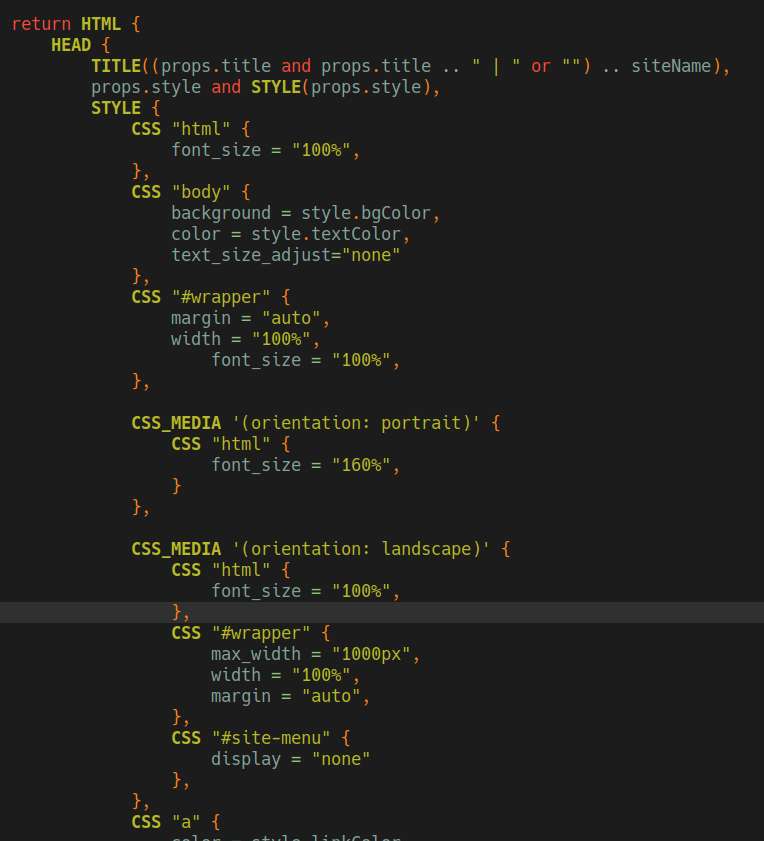 return HTML {
    HEAD {
        TITLE((props.title and props.title .. " | " or "") .. siteName),
        props.style and STYLE(props.style),
        STYLE {
            CSS "html" {
                font_size = "100%",
            },
            CSS "body" {
                background = style.bgColor,
                color = style.textColor,
                text_size_adjust="none"
            },
            CSS "#wrapper" {
                margin = "auto",
                width = "100%",
                    font_size = "100%",
            },

            CSS_MEDIA '(orientation: portrait)' {
                CSS "html" {
                    font_size = "160%",
                }
            },

            CSS_MEDIA '(orientation: landscape)' {
                CSS "html" {
                    font_size = "100%",
                },
                CSS "#wrapper" {
                    max_width = "1000px",
                    width = "100%",
                    margin = "auto",
                },
                CSS "#site-menu" {
                    display = "none"
                },
            },
            CSS "a" {
                color = style.linkColor